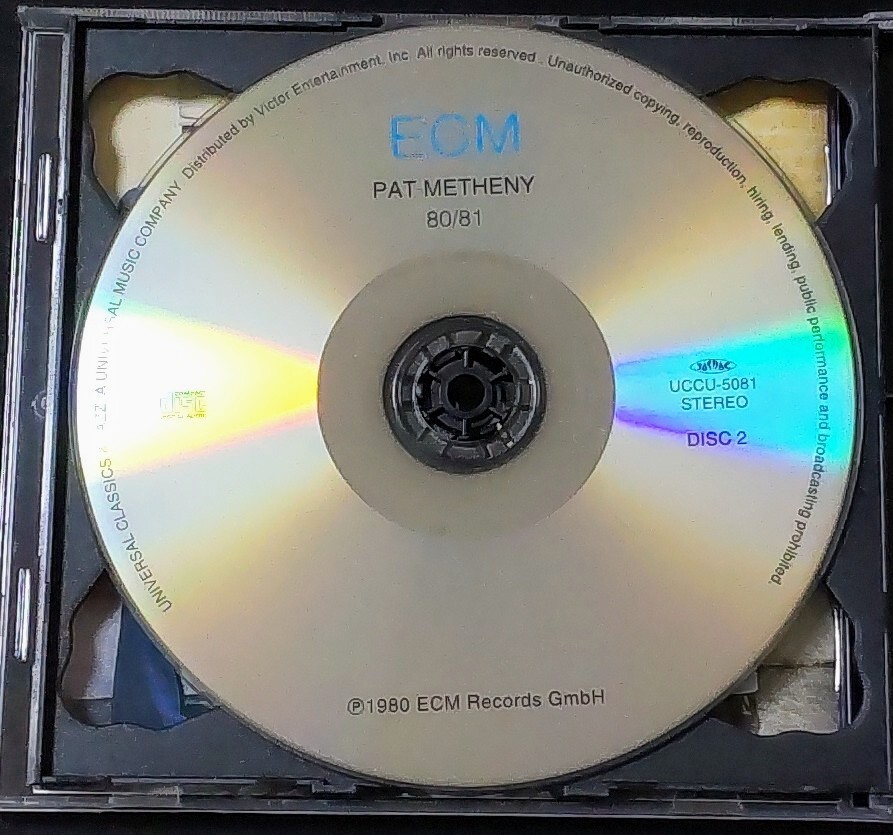 UNIVERSAL CLASSICS A UNIVERSAL MUSIC COMPANY Distributed by Victor Entertainment, Inc. All rights reserved. Unauthorized copying, reproduction, hiring, lending, public performance and broadcasting prohibited.
ECM
PAT METHENY
80/81
JASRAC
UCCU-5081
STEREO
DISC 2
℗1980 ECM Records GmbH